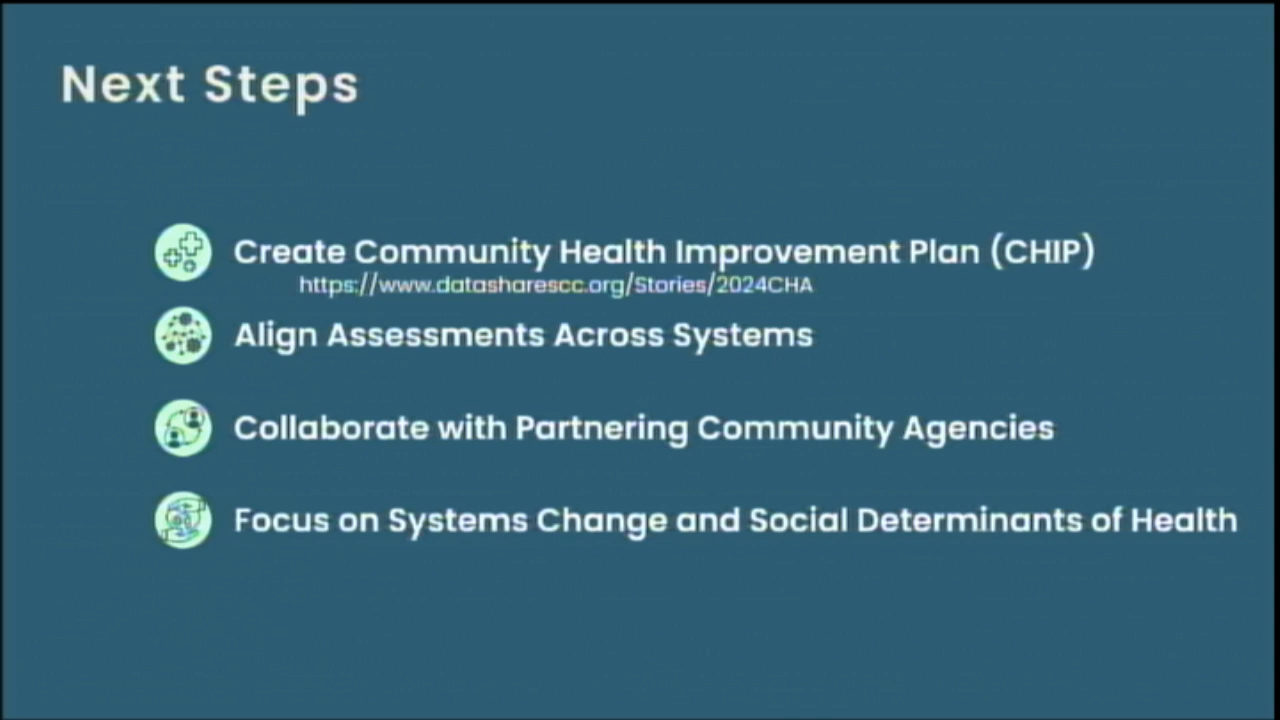 Next Steps
Create Community Health Improvement Plan (CHIP)
https://www.datasharescc.org/Stories/2024CHA
Align Assessments Across Systems
Collaborate with Partnering Community Agencies
Focus on Systems Change and Social Determinants of Health